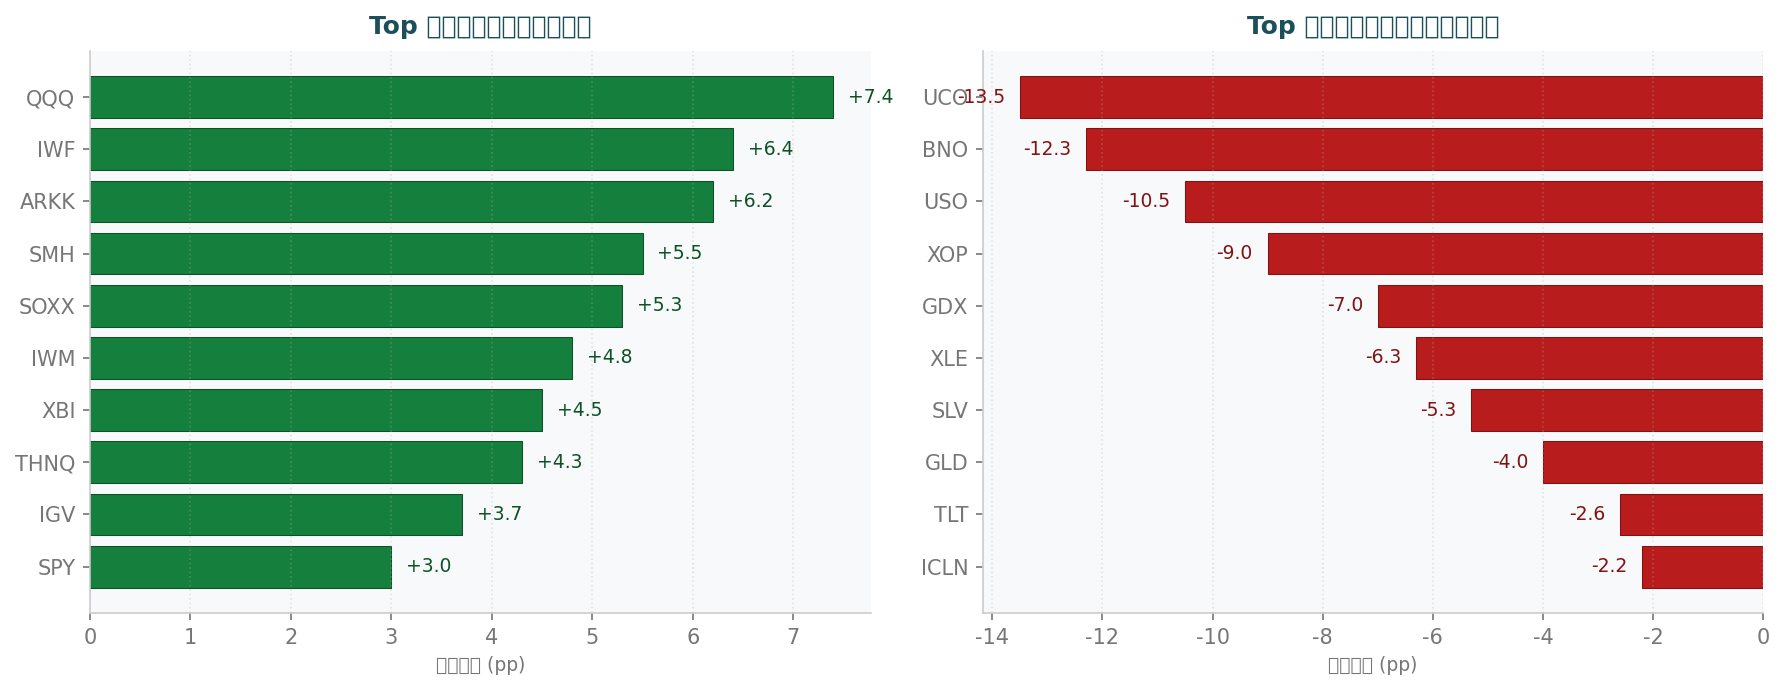 Top
QQQ
+7.4
IWF
+6.4
ARKK
+6.2
SMH
+5.5
SOXX
+5.3
IWM
+4.8
XBI
+4.5
THNQ
+4.3
IGV
+3.7
SPY
+3.0
0 1 2 3 4 5 6 7
(pp)
Top
UCO
-13.5
BNO
-12.3
USO
-10.5
XOP
-9.0
GDX
-7.0
XLE
-6.3
SLV
-5.3
GLD
-4.0
TLT
-2.6
ICLN
-2.2
-14 -12 -10 -8 -6 -4 -2 0
(pp)